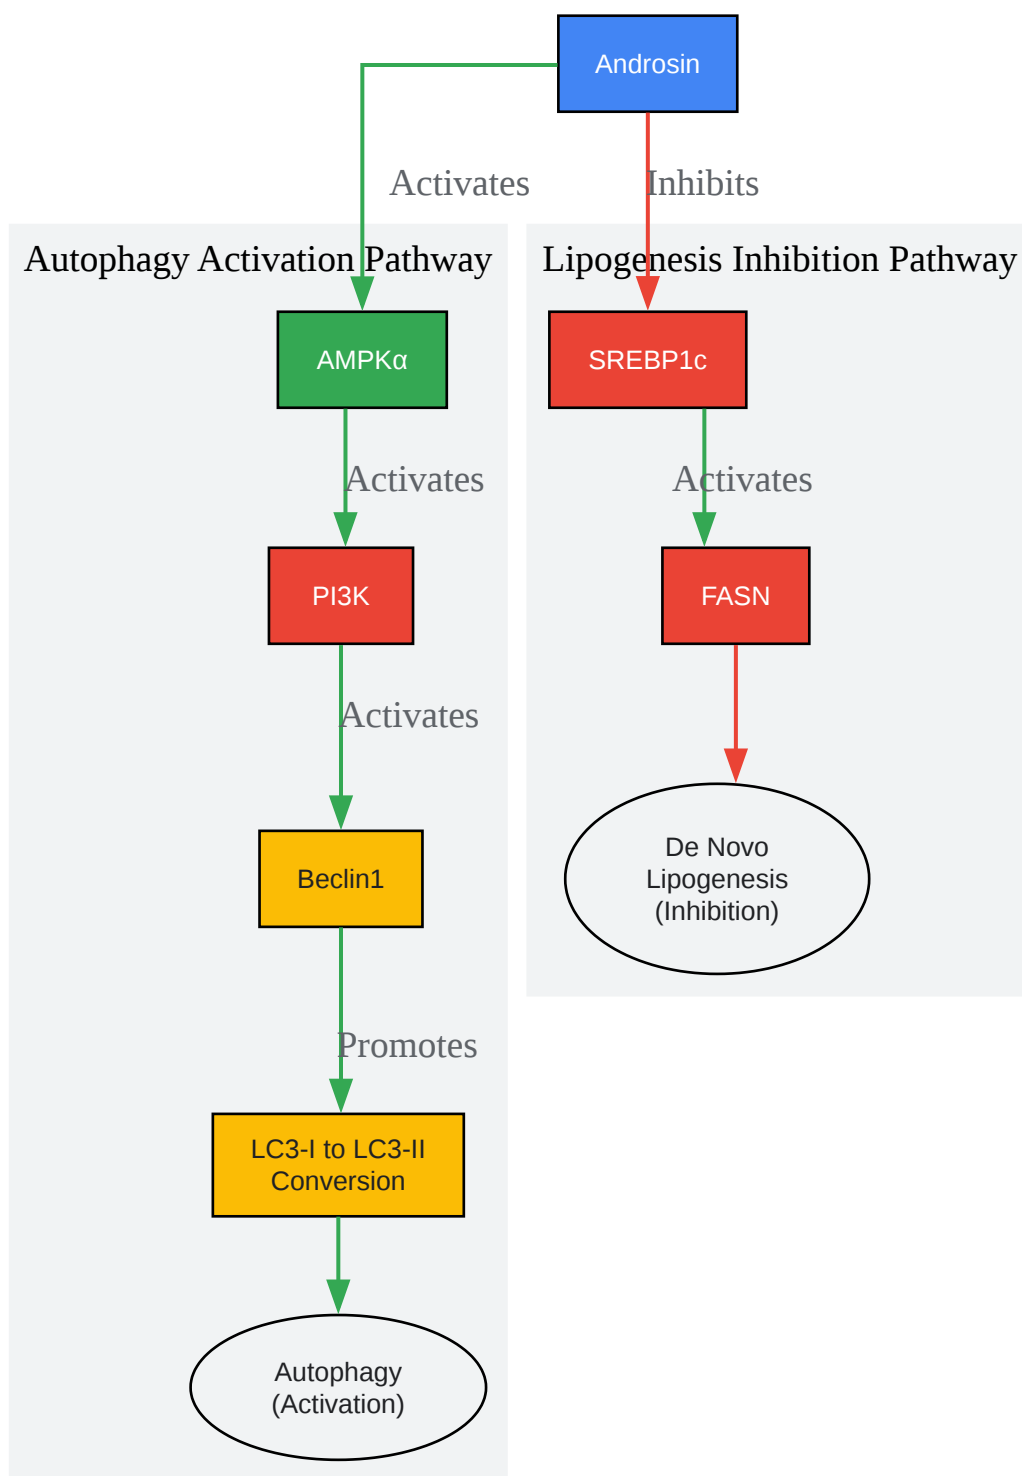 Androsin
Activates
Inhibits
Autophagy Activation Pathway
Lipogenesis Inhibition Pathway
AMPKα
SREBP1c
Activates
Activates
PI3K
FASN
Activates
Beclin1
De Novo
Lipogenesis
(Inhibition)
Promotes
LC3-I to LC3-II
Conversion
Autophagy
(Activation)